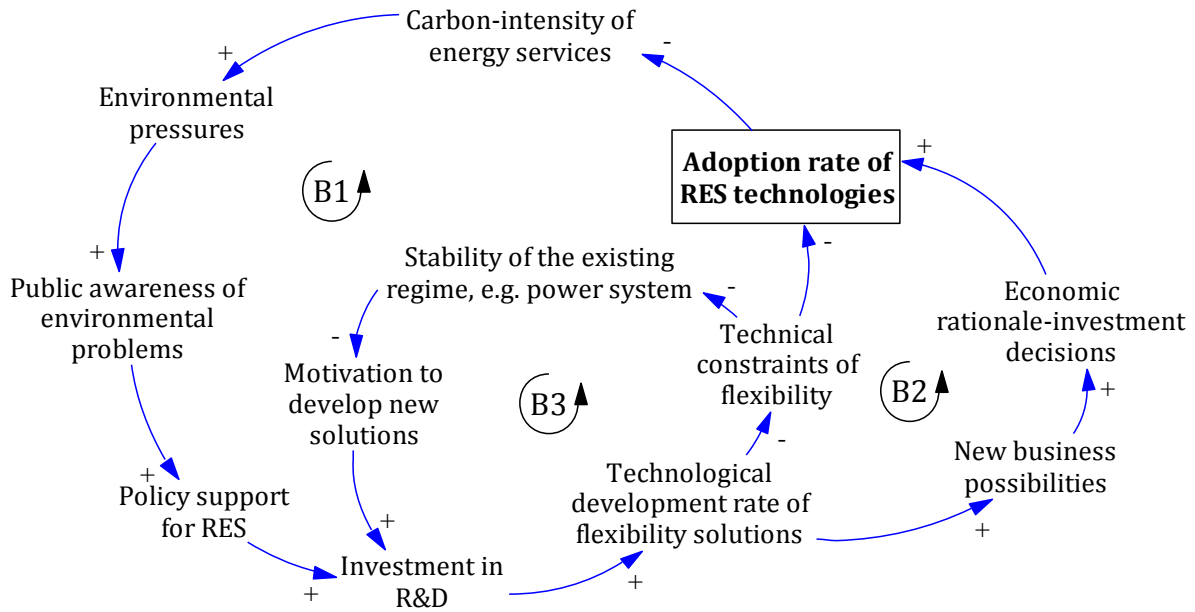 Carbon-intensity of
energy services
-
+
Environmental
pressures
Adoption rate of
RES technologies
+
B1
-
Stability of the existing
regime, e.g. power system
-
+
Public awareness of
environmental
problems
Economic
rationale-investment
decisions
Technical
constraints of
flexibility
-
Motivation to
develop new
solutions
B3
B2
+
-
New business
possibilities
Technological
development rate of
flexibility solutions
+
Policy support
for RES
+
+
Investment in
R&D
+
+